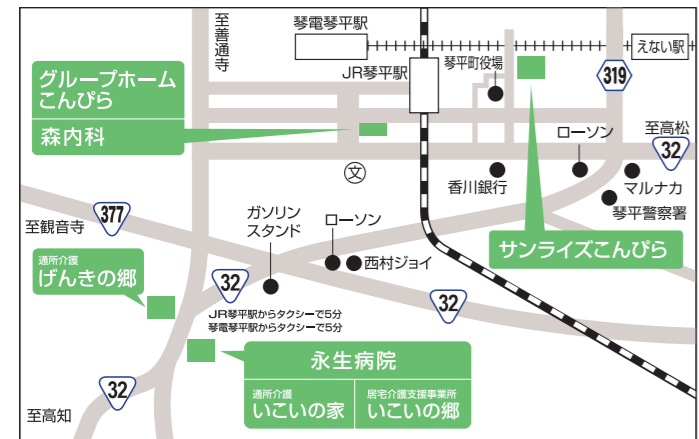 至善通寺
琴電琴平駅
えない駅
JR琴平駅
琴平町役場
319
グループホーム
こんぴら
森内科
ローソン
至高松
32
文
香川銀行
マルナカ
琴平警察署
377
至観音寺
ガソリン
スタンド
ローソン
西村ジョイ
サンライズこんぴら
通所介護
げんきの郷
32
32
JR琴平駅からタクシーで5分
琴電琴平駅からタクシーで5分
永生病院
通所介護
いこいの家
居宅介護支援事業所
いこいの郷
32
至高知